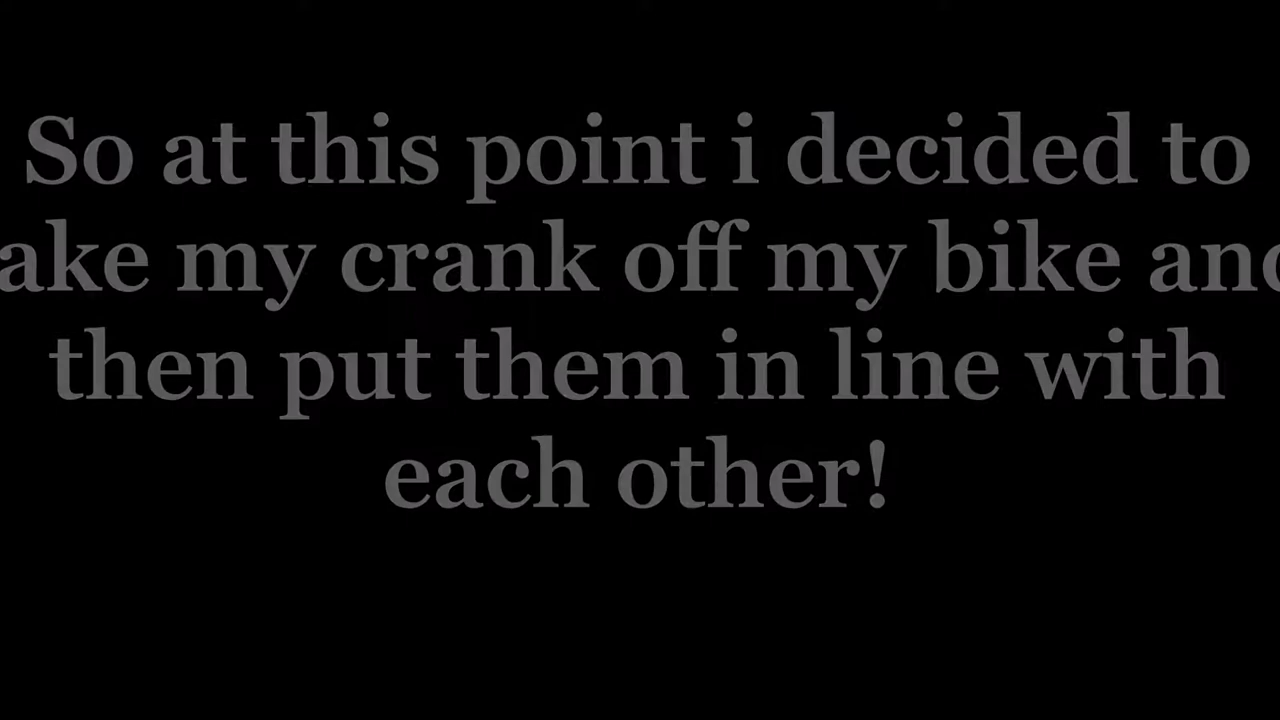 So at this point i decided to
ake my crank off my bike and
then put them in line with
each other!